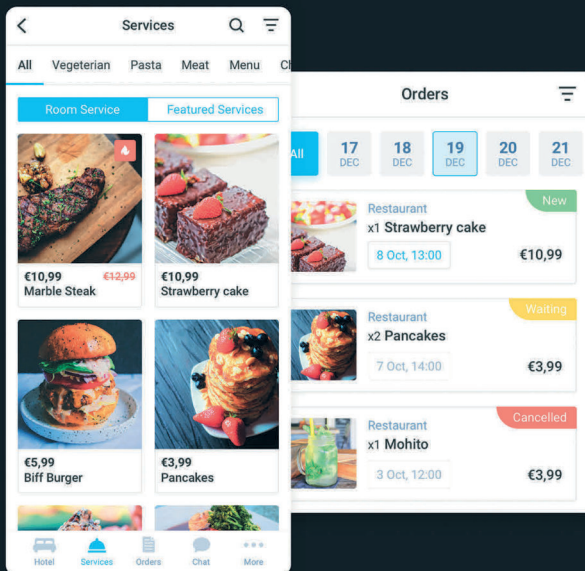 Services
All Vegeterian Pasta Meat Menu
Room Service Featured Services
€10,99 €12,99
Marble Steak
€10,99
Strawberry cake
€5,99
Biff Burger
€3,99
Pancakes
Hotel Services Orders Chat More
Orders
All 17 DEC 18 DEC 19 DEC 20 DEC 21 DEC
New
Restaurant
x1 Strawberry cake
8 Oct, 13:00 €10,99
Waiting
Restaurant
x2 Pancakes
7 Oct, 14:00 €3,99
Cancelled
Restaurant
x1 Mohito
3 Oct, 12:00 €3,99